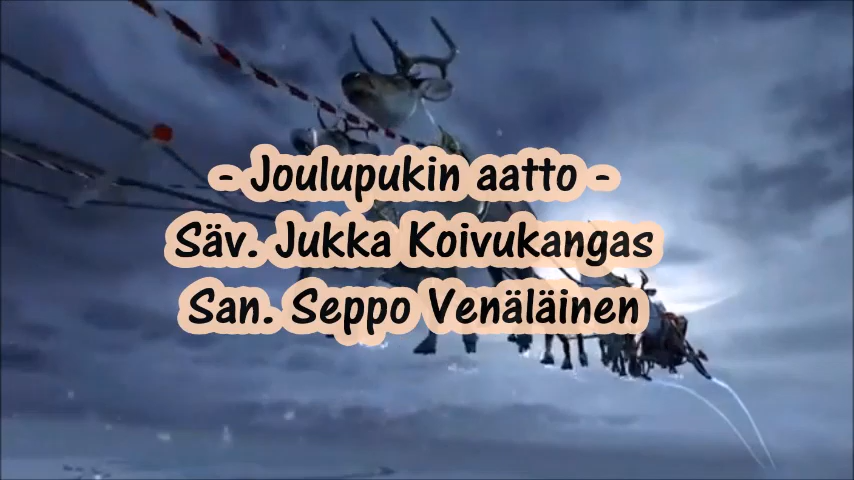 - Joulupukin aatto -
Säv. Jukka Koivukangas
San. Seppo Venäläinen